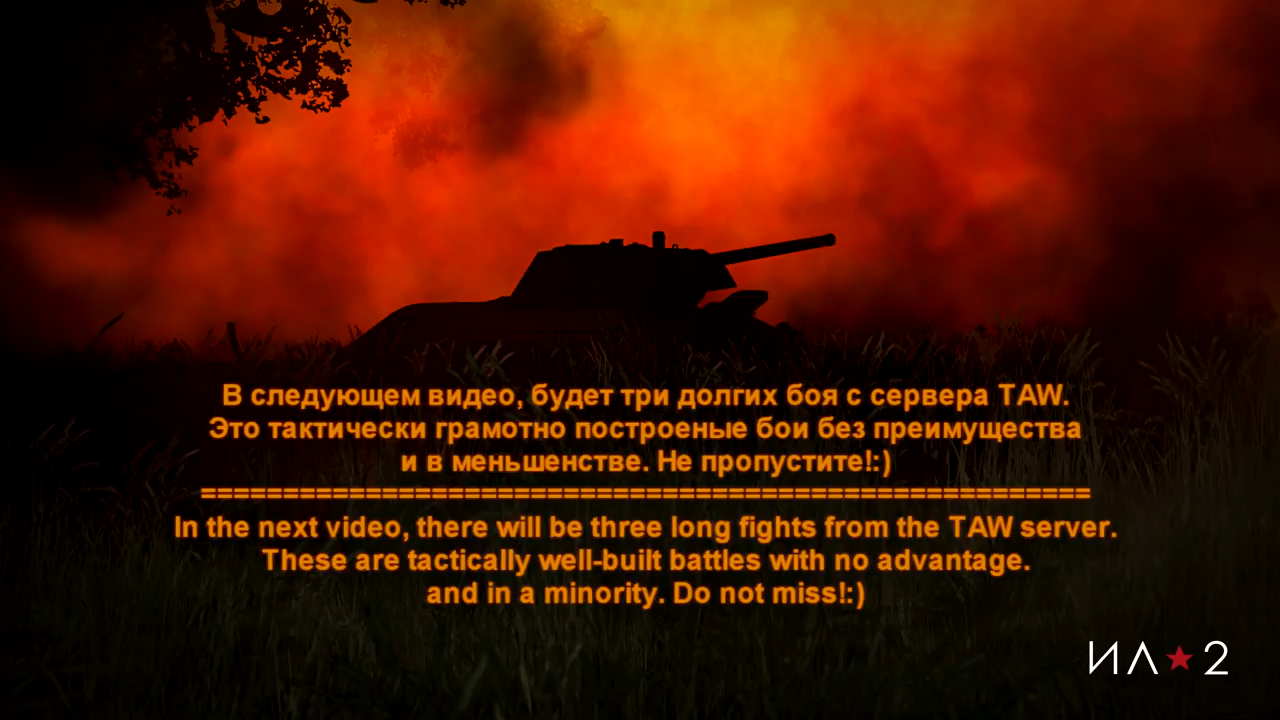 В следующем видео, будет три долгих боя с сервера TAW.
Это тактически грамотно построеные бои без преимущества
и в меньшенстве. Не пропустите!:)
======================================================
In the next video, there will be three long fights from the TAW server.
These are tactically well-built battles with no advantage.
and in a minority. Do not miss!:)
ИЛ★2